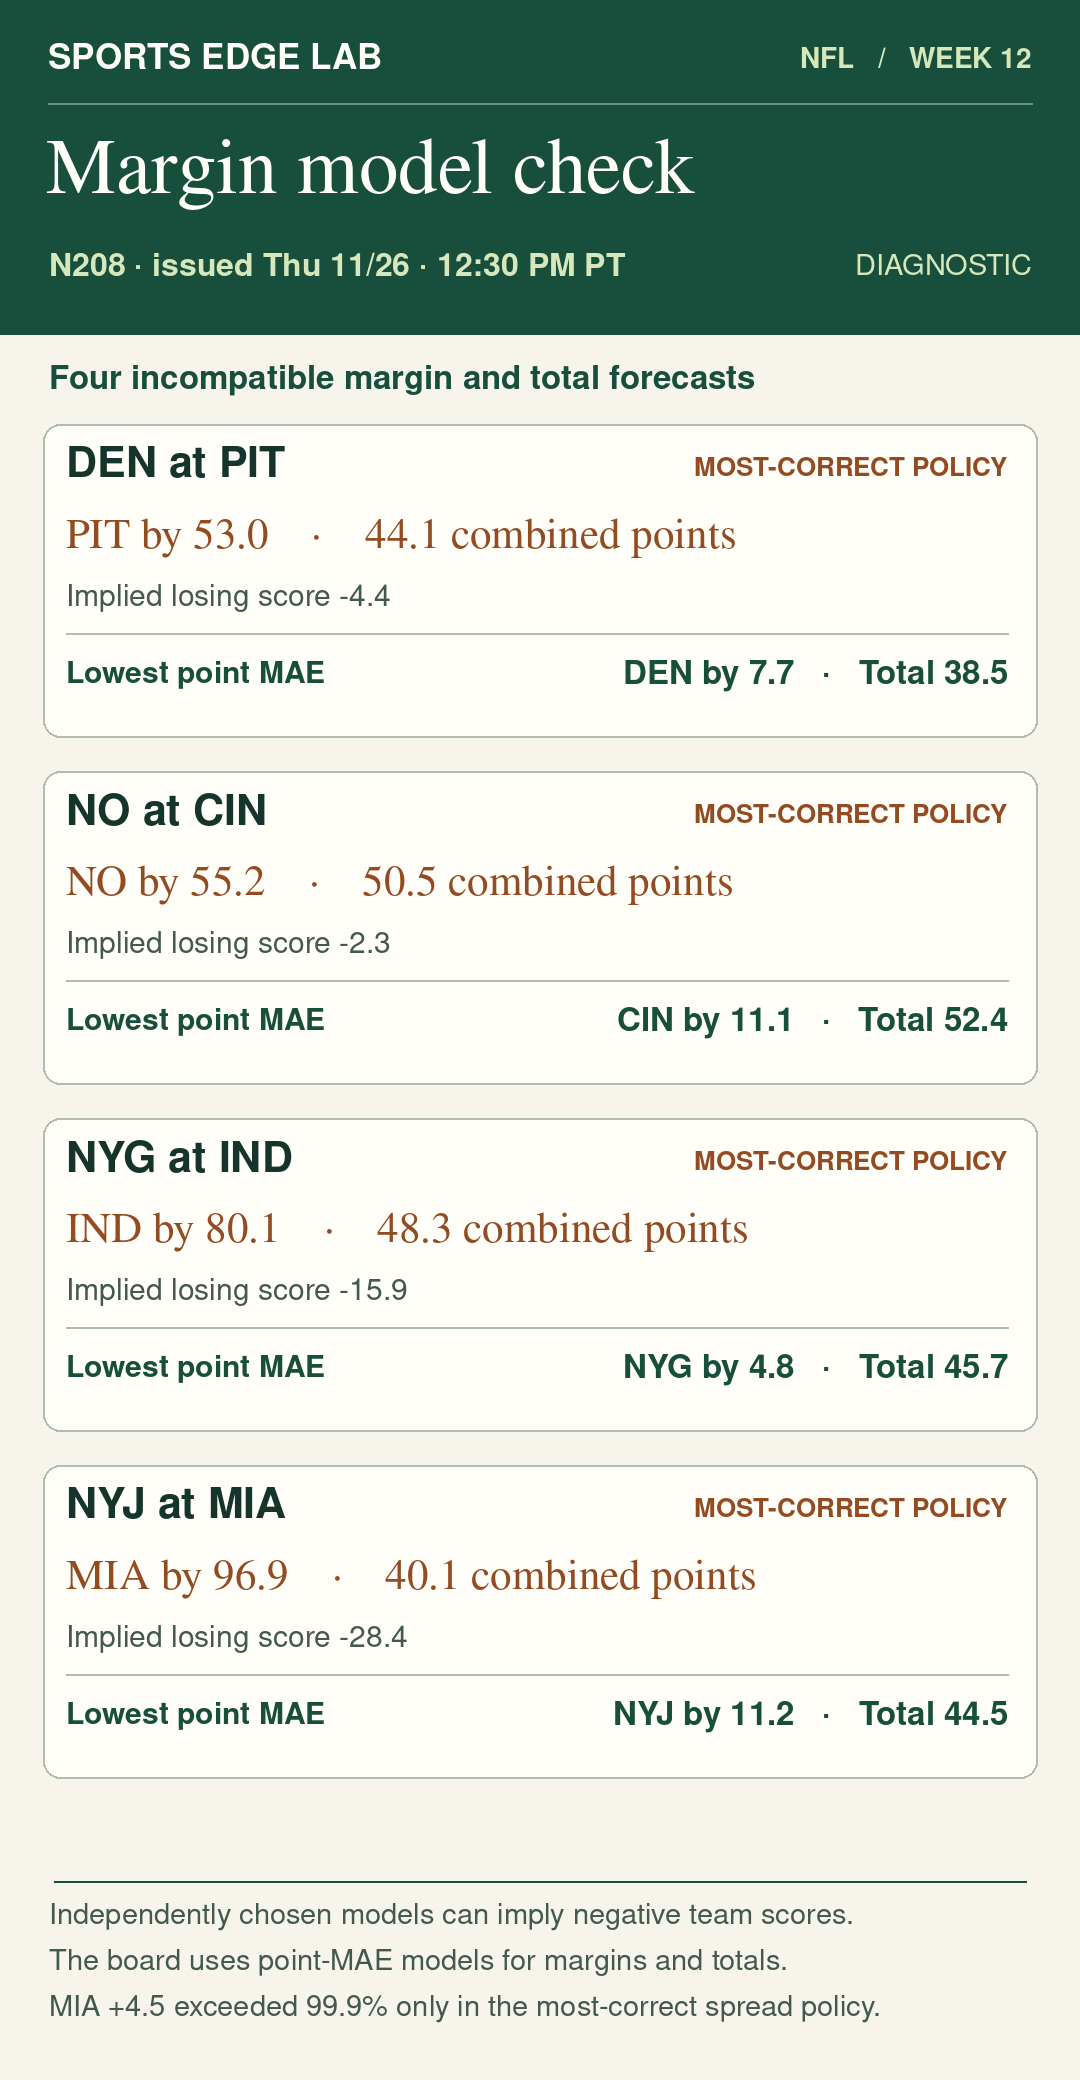 SPORTS EDGE LAB
NFL / WEEK 12
Margin model check
N208 · issued Thu 11/26 · 12:30 PM PT
DIAGNOSTIC
Four incompatible margin and total forecasts
DEN at PIT
MOST-CORRECT POLICY
PIT by 53.0 · 44.1 combined points
Implied losing score -4.4
Lowest point MAE
DEN by 7.7 · Total 38.5
NO at CIN
MOST-CORRECT POLICY
NO by 55.2 · 50.5 combined points
Implied losing score -2.3
Lowest point MAE
CIN by 11.1 · Total 52.4
NYG at IND
MOST-CORRECT POLICY
IND by 80.1 · 48.3 combined points
Implied losing score -15.9
Lowest point MAE
NYG by 4.8 · Total 45.7
NYJ at MIA
MOST-CORRECT POLICY
MIA by 96.9 · 40.1 combined points
Implied losing score -28.4
Lowest point MAE
NYJ by 11.2 · Total 44.5
Independently chosen models can imply negative team scores.
The board uses point-MAE models for margins and totals.
MIA +4.5 exceeded 99.9% only in the most-correct spread policy.